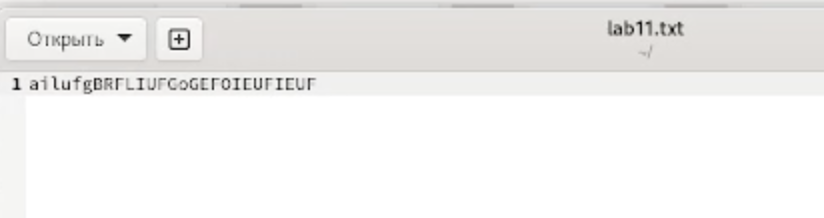 Открыть
lab11.txt
~/
1 ailufgBRFLIUFGoGEFOIEUFIEUF